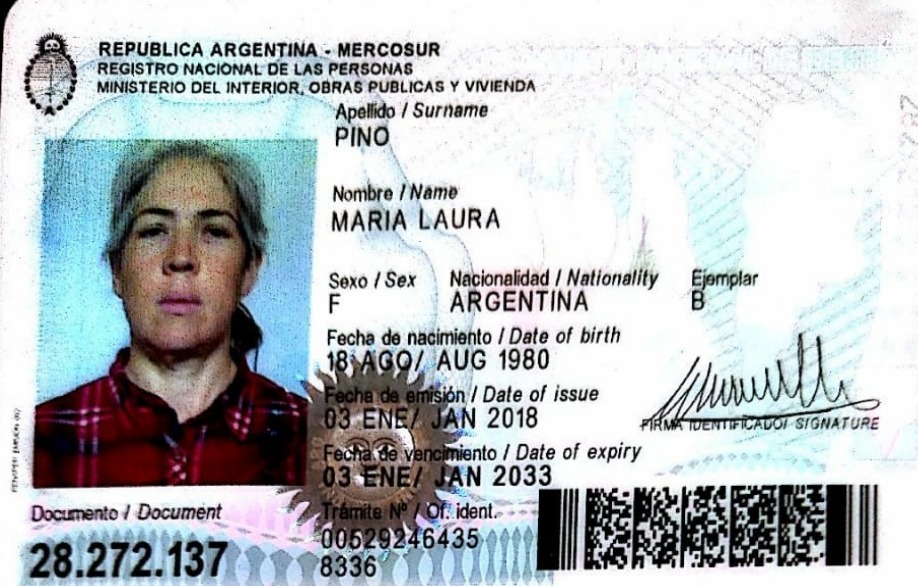 REPUBLICA ARGENTINA - MERCOSUR
REGISTRO NACIONAL DE LAS PERSONAS
MINISTERIO DEL INTERIOR, OBRAS PUBLICAS Y VIVIENDA
Apellido / Surname
PINO
Nombre / Name
MARIA LAURA
Sexo / Sex Nacionalidad / Nationality Ejemplar
F ARGENTINA B
Fecha de nacimiento / Date of birth
18 AGO/ AUG 1980
Fecha de emisión / Date of issue
03 ENE/ JAN 2018
FIRMA IDENTIFICADO/ SIGNATURE
Fecha de vencimiento / Date of expiry
03 ENE/ JAN 2033
Documento / Document Trámite Nº / Of. ident.
28.272.137 00529246435
8336